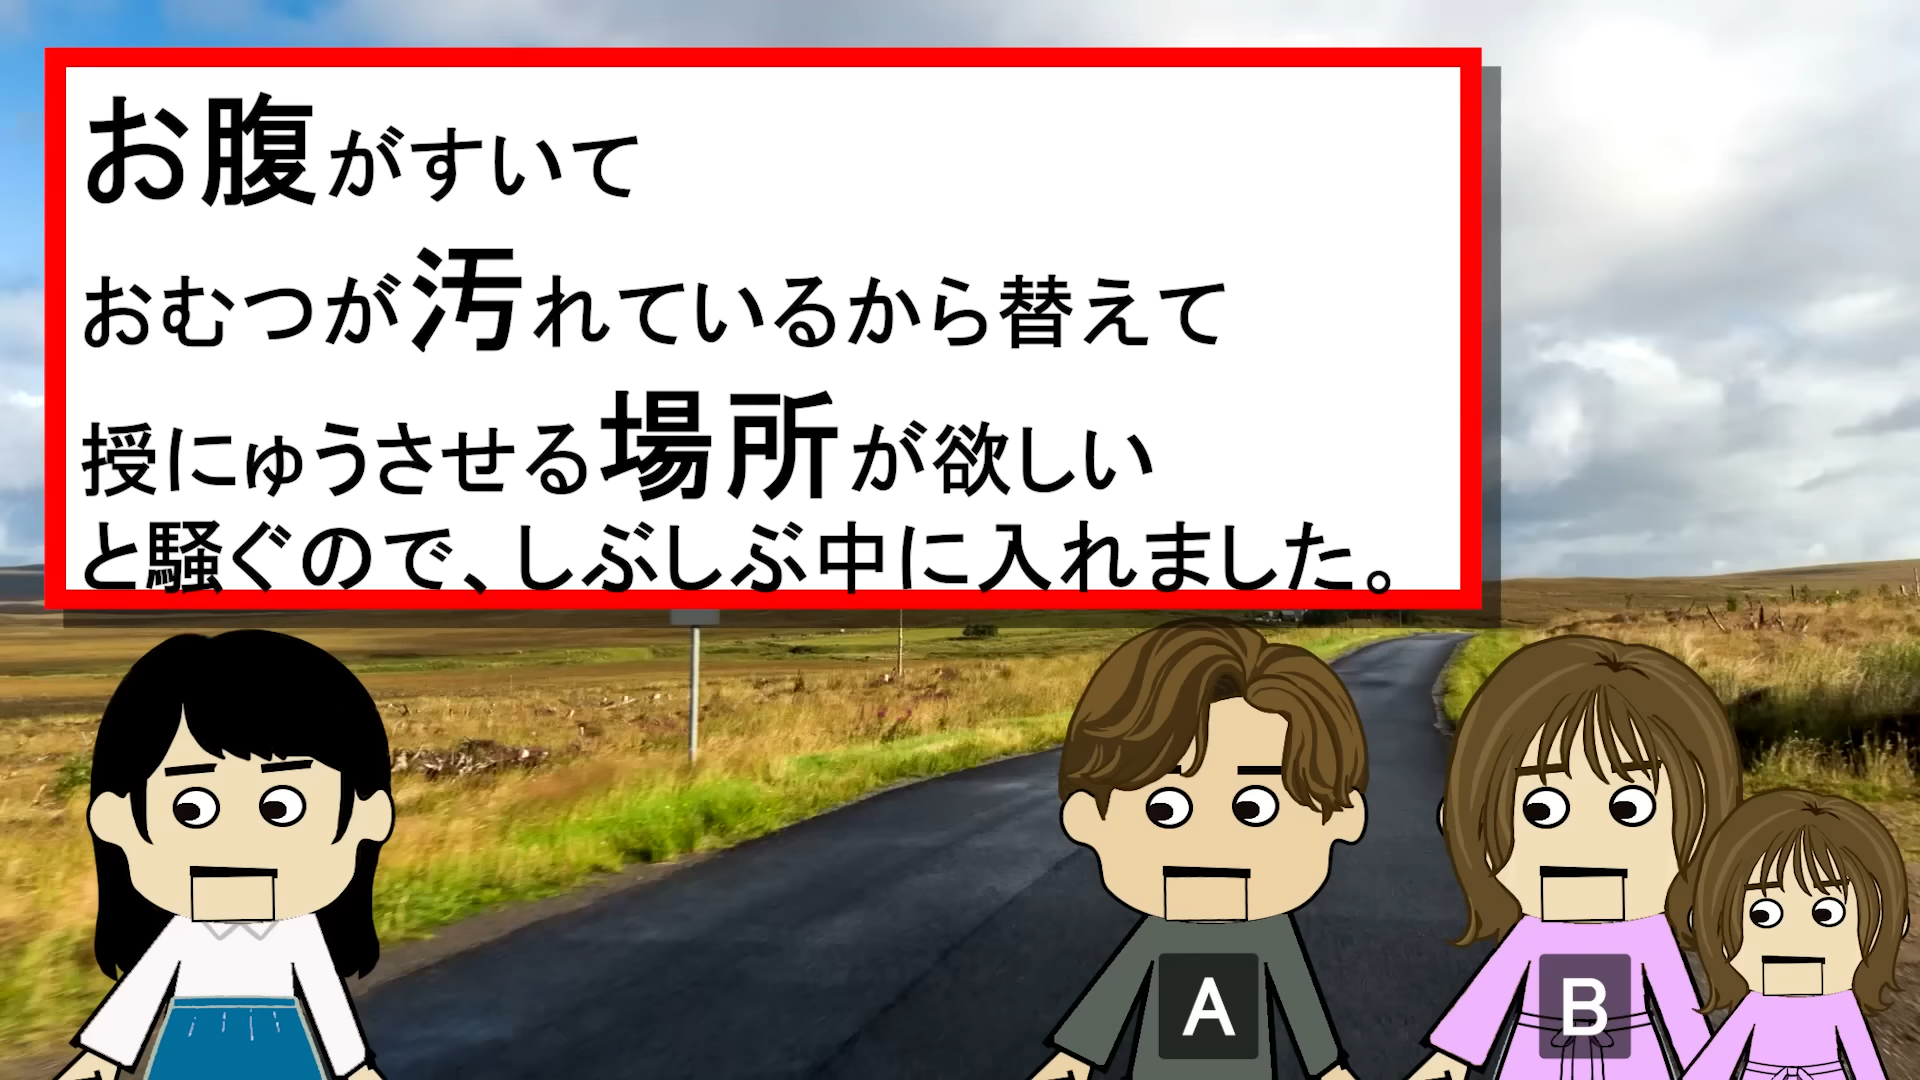 お腹がすいて
おむつが汚れているから替えて
授にゅうさせる場所が欲しい
と騒ぐので、しぶしぶ中に入れました。
A
B